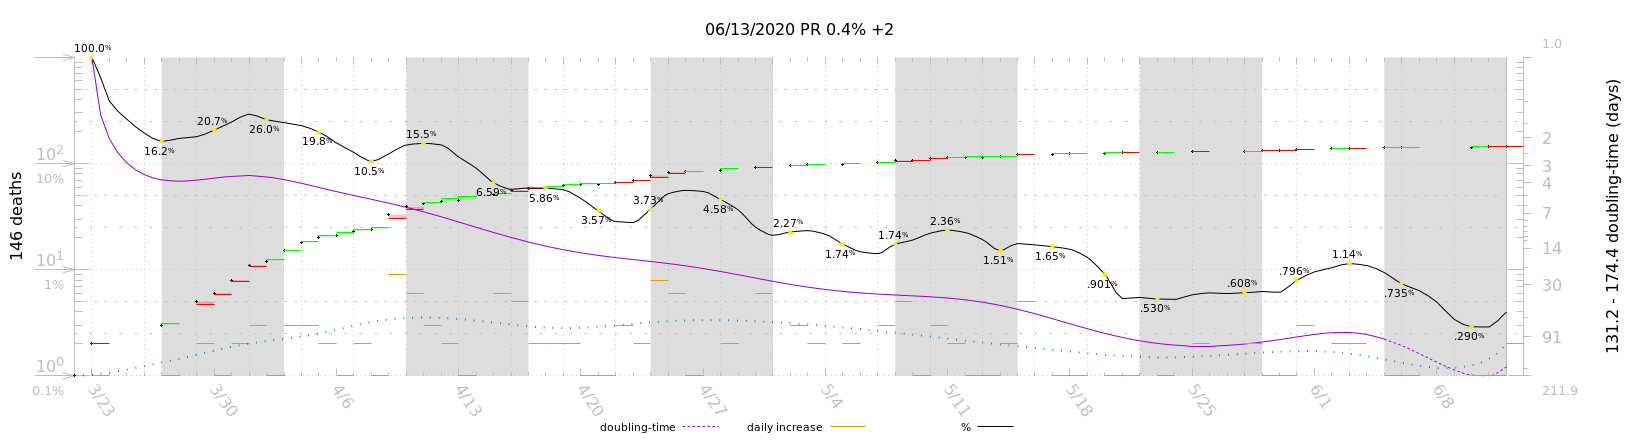 06/13/2020 PR 0.4% +2
146 deaths
10² 10% 10¹ 1% 10⁰ 0.1%
100.0% 16.2% 20.7% 26.0% 19.8% 10.5% 15.5% 6.59% 5.86% 3.57% 3.73% 4.58% 2.27% 1.74% 1.74% 2.36% 1.51% 1.65% .901% .530% .608% .796% 1.14% .735% .290%
1.0 2 3 4 7 14 30 91 211.9
131.2 - 174.4 doubling-time (days)
3/23 3/30 4/6 4/13 4/20 4/27 5/4 5/11 5/18 5/25 6/1 6/8
doubling-time daily increase %